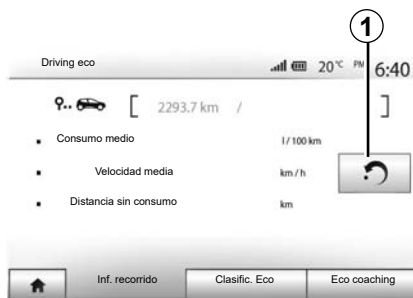 1
Driving eco 20°C PM 6:40
[ 2293.7 km / ]
Consumo medio l/100 km
Velocidad media km/h
Distancia sin consumo km
Inf. recorrido Clasific. Eco Eco coaching